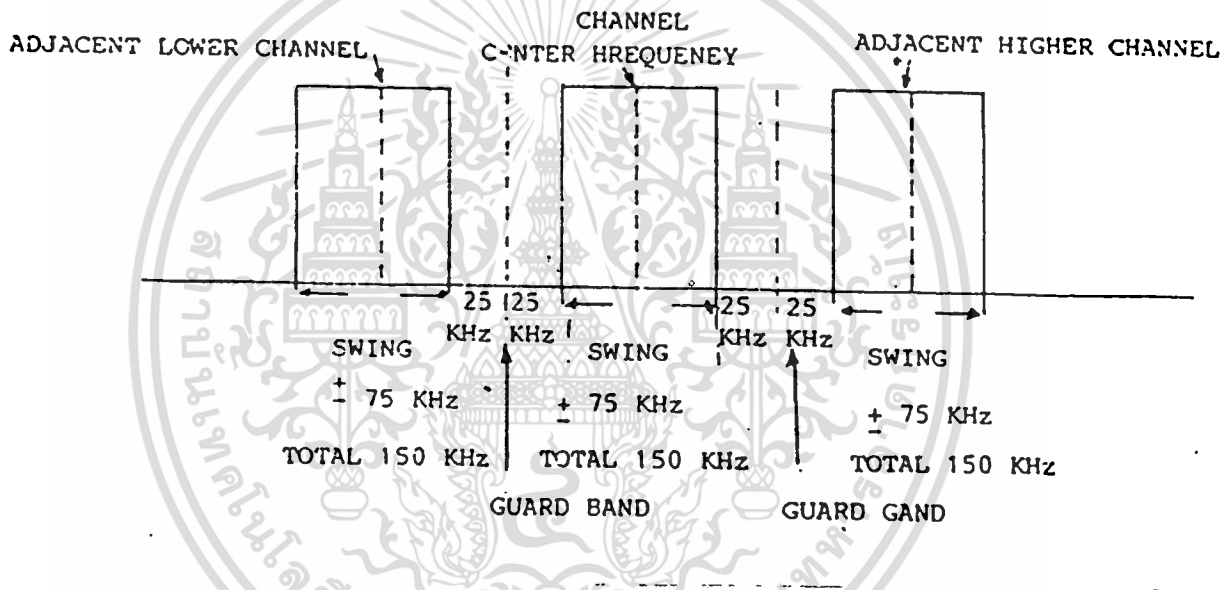 CHANNEL
ADJACENT LOWER CHANNEL
C-NTER HREQUENEY
ADJACENT HIGHER CHANNEL
25 25 25 25
KHz KHz KHz KHz
SWING SWING SWING
± 75 KHz ± 75 KHz ± 75 KHz
TOTAL 150 KHz TOTAL 150 KHz TOTAL 150 KHz
GUARD BAND GUARD GAND